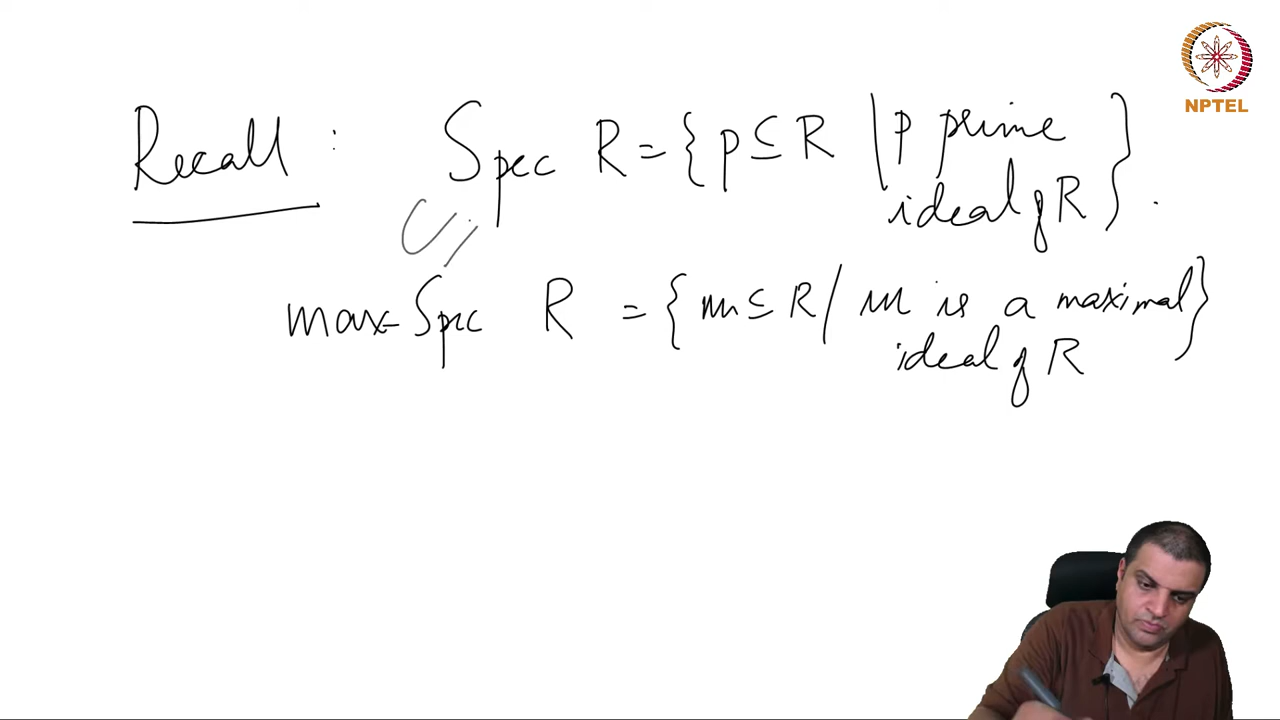 NPTEL
Recall : Spec R = { p ⊆ R | p prime
ideal of R } .
max-Spec R = { m ⊆ R / m is a maximal
ideal of R }